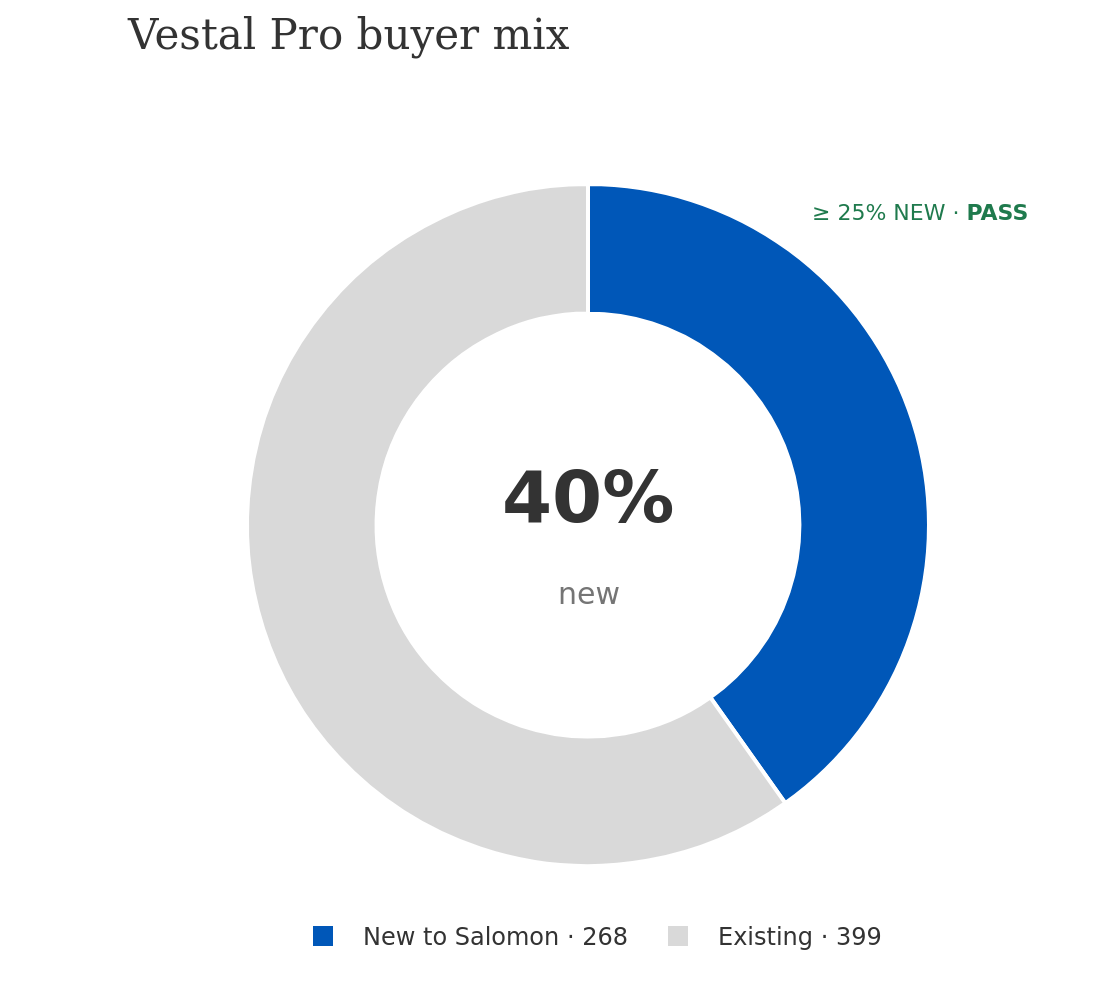 Vestal Pro buyer mix
≥ 25% NEW · PASS
40%
new
New to Salomon · 268
Existing · 399